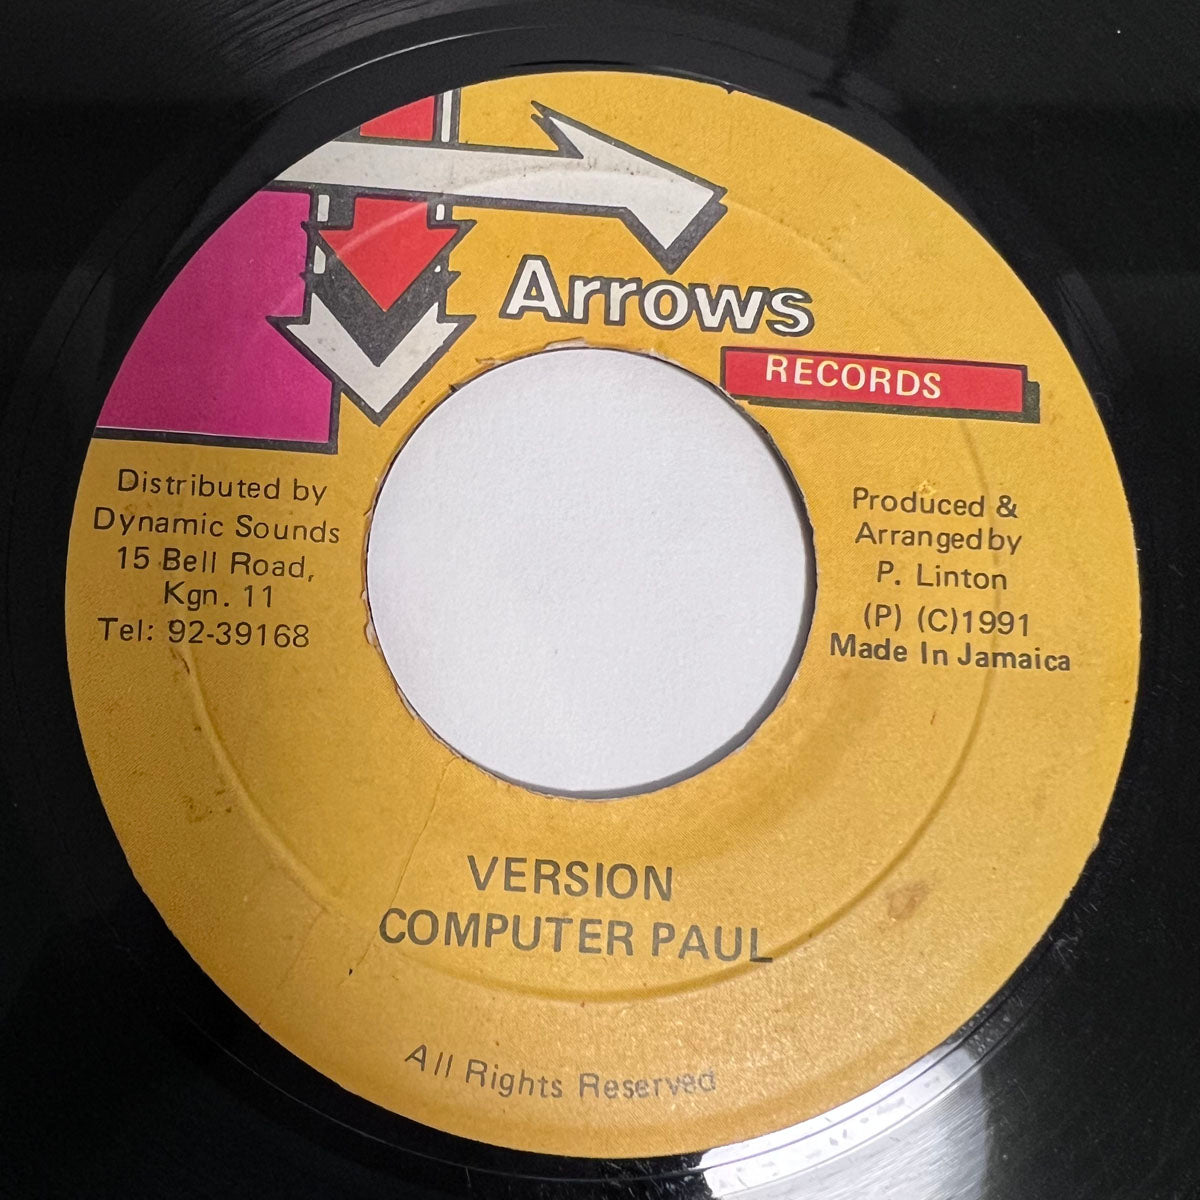 Arrows
RECORDS
Distributed by
Dynamic Sounds
15 Bell Road,
Kgn. 11
Tel: 92-39168
Produced &
Arranged by
P. Linton
(P) (C)1991
Made In Jamaica
VERSION
COMPUTER PAUL
All Rights Reserved